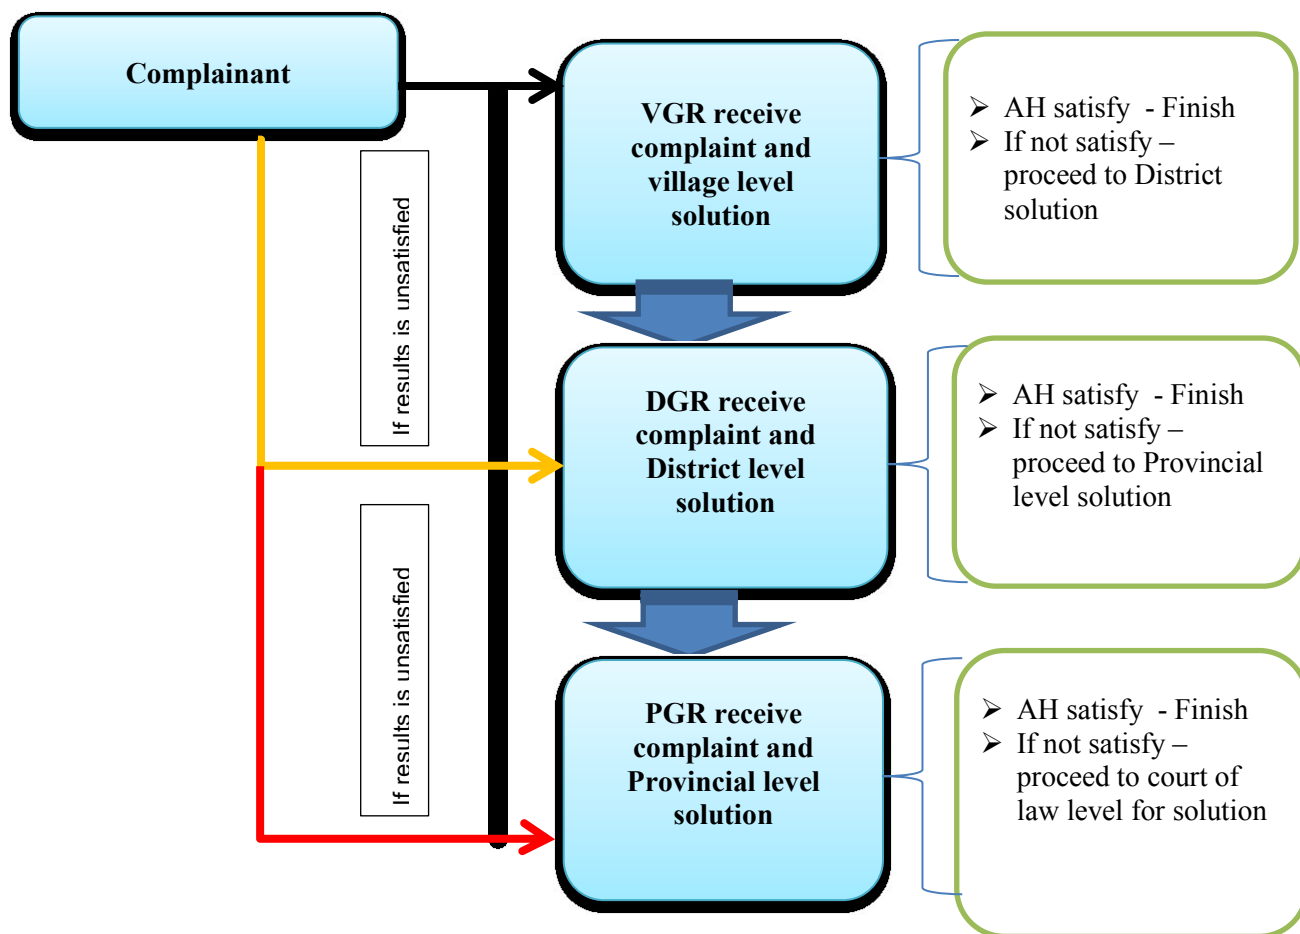 Complainant
VGR receive
complaint and
village level
solution
➢ AH satisfy  - Finish
➢ If not satisfy –
proceed to District
solution
If results is unsatisfied
DGR receive
complaint and
District level
solution
➢ AH satisfy  - Finish
➢ If not satisfy –
proceed to Provincial
level solution
If results is unsatisfied
PGR receive
complaint and
Provincial level
solution
➢ AH satisfy  - Finish
➢ If not satisfy –
proceed to court of
law level for solution